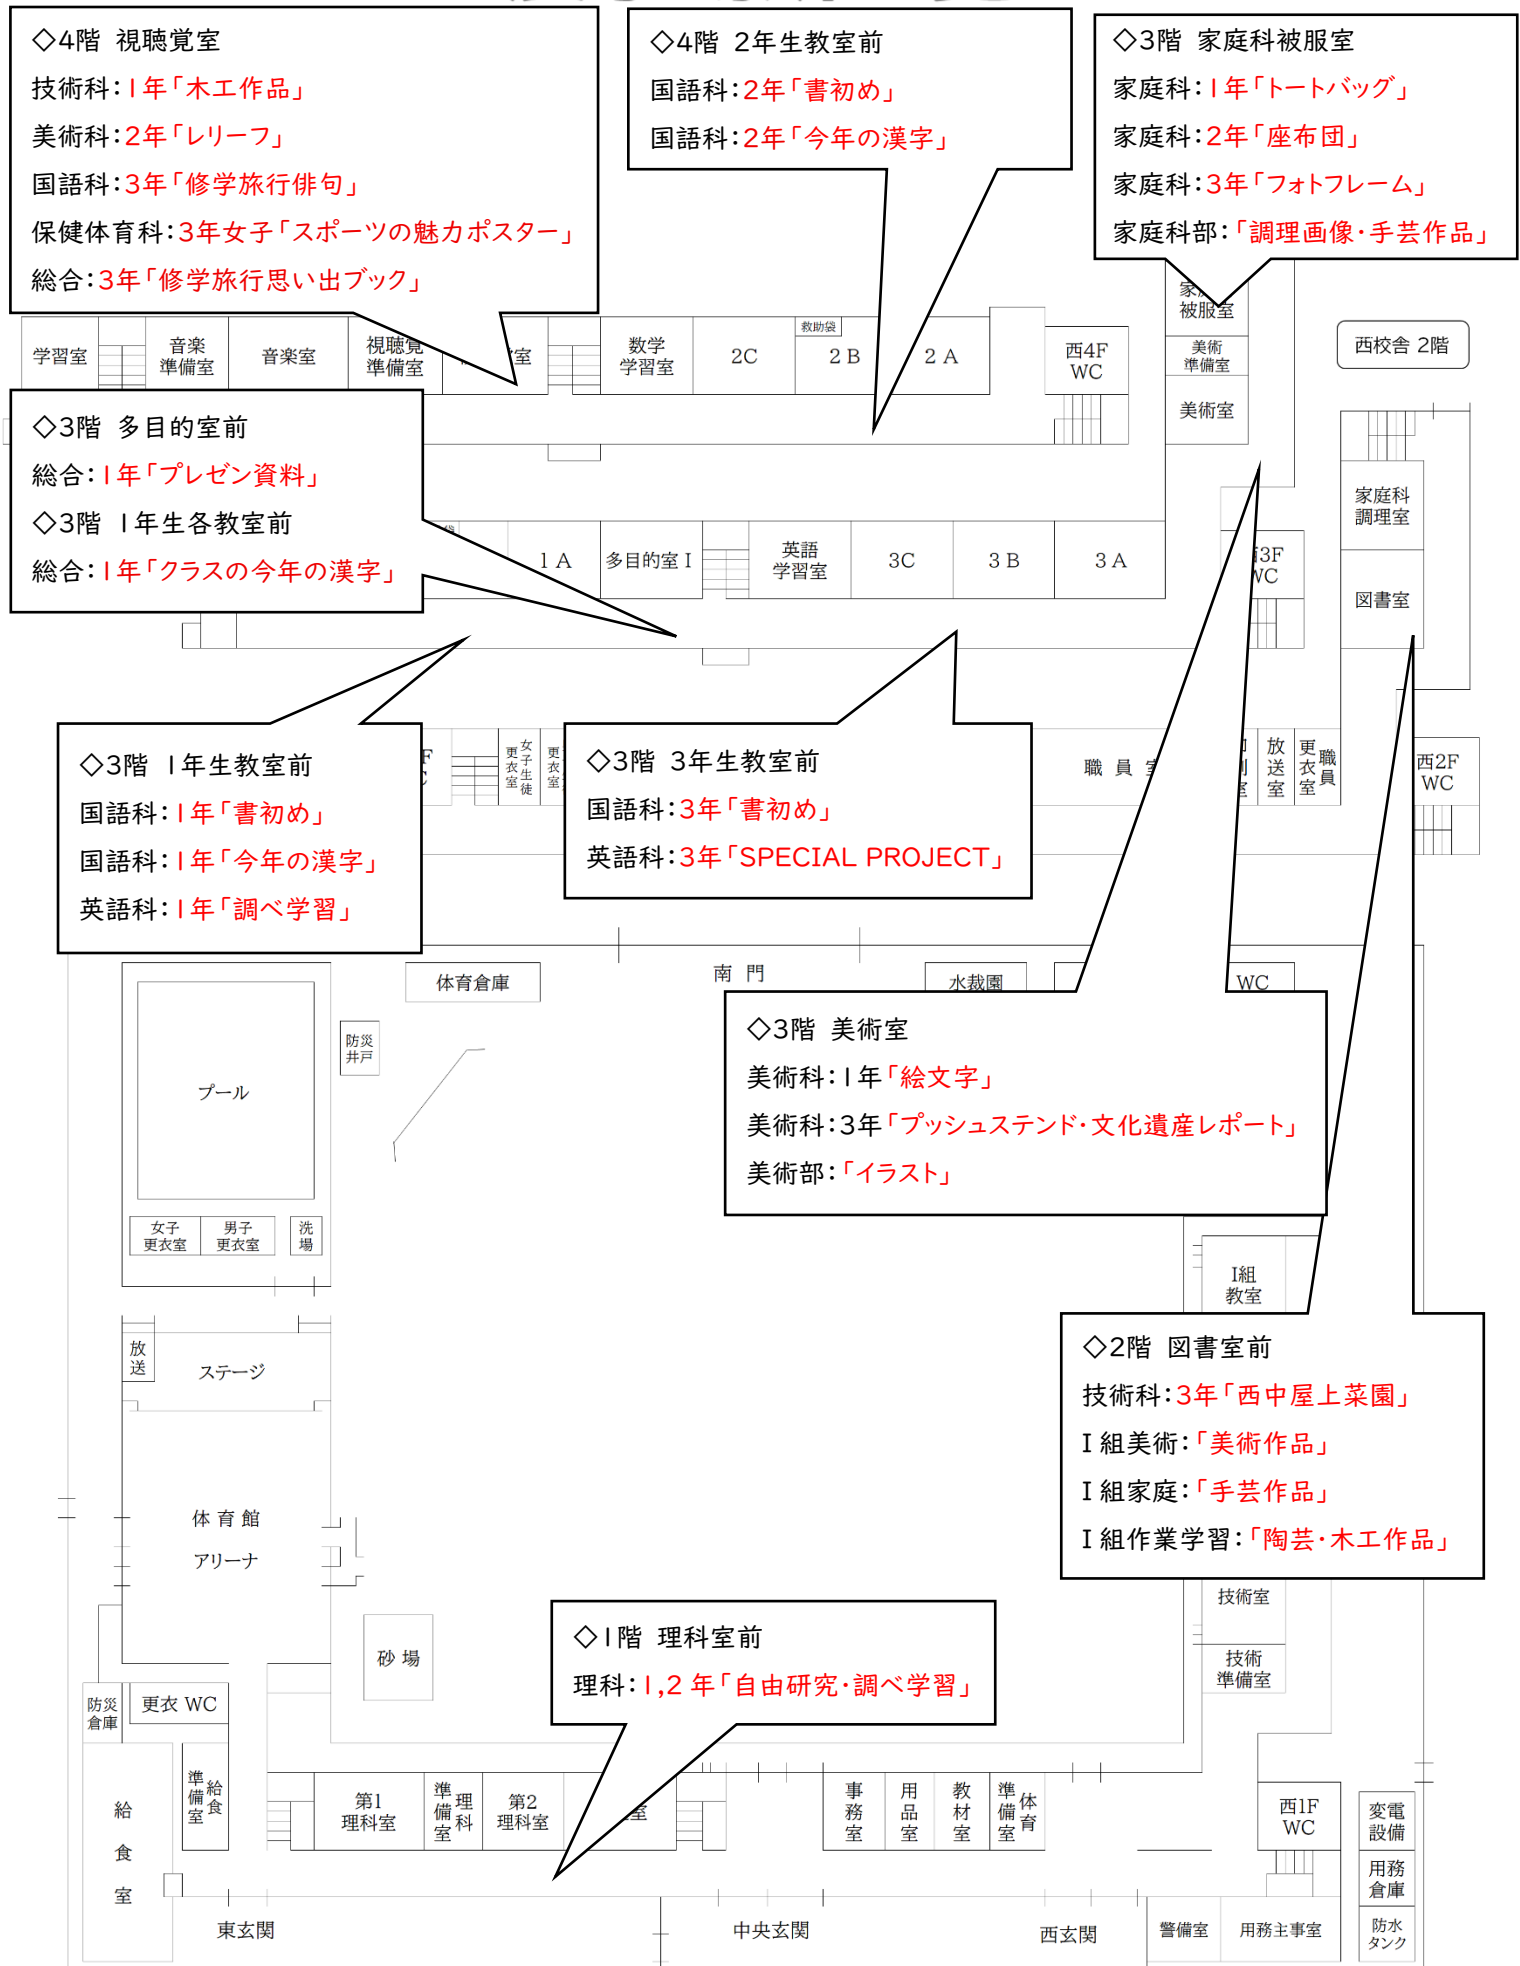 ◇4階 視聴覚室
技術科：1年「木工作品」
美術科：2年「レリーフ」
国語科：3年「修学旅行俳句」
保健体育科：3年女子「スポーツの魅力ポスター」
総合：3年「修学旅行思い出ブック」
◇4階 2年生教室前
国語科：2年「書初め」
国語科：2年「今年の漢字」
◇3階 家庭科被服室
家庭科：1年「トートバッグ」
家庭科：2年「座布団」
家庭科：3年「フォトフレーム」
家庭科部：「調理画像・手芸作品」
学習室
音楽
準備室
音楽室
視聴覚
準備室
室
数学
学習室
2C
救助袋
2 B
2 A
西4F
WC
被服室
美術
準備室
美術室
西校舎 2階
◇3階 多目的室前
総合：1年「プレゼン資料」
◇3階 1年生各教室前
総合：1年「クラスの今年の漢字」
1 A
多目的室 I
英語
学習室
3C
3 B
3 A
3F
WC
家庭科
調理室
図書室
◇3階 1年生教室前
国語科：1年「書初め」
国語科：1年「今年の漢字」
英語科：1年「調べ学習」
女子生徒
更衣室
更衣室
◇3階 3年生教室前
国語科：3年「書初め」
英語科：3年「SPECIAL PROJECT」
職 員
放送室
職員
更衣室
西2F
WC
体育倉庫
南 門
水裁園
WC
防災
井戸
プール
女子
更衣室
男子
更衣室
洗場
◇3階 美術室
美術科：1年「絵文字」
美術科：3年「プッシュステンド・文化遺産レポート」
美術部：「イラスト」
I組
教室
放送
ステージ
◇2階 図書室前
技術科：3年「西中屋上菜園」
I 組美術：「美術作品」
I 組家庭：「手芸作品」
I 組作業学習：「陶芸・木工作品」
体 育 館
アリーナ
技術室
技術
準備室
砂 場
◇1階 理科室前
理科：1,2 年「自由研究・調べ学習」
防災
倉庫
更衣 WC
給食
準備室
給食室
第1
理科室
理科
準備室
第2
理科室
室
事務室
用品室
教材室
体育
準備室
西1F
WC
変電
設備
用務
倉庫
防水
タンク
東玄関
中央玄関
西玄関
警備室
用務主事室